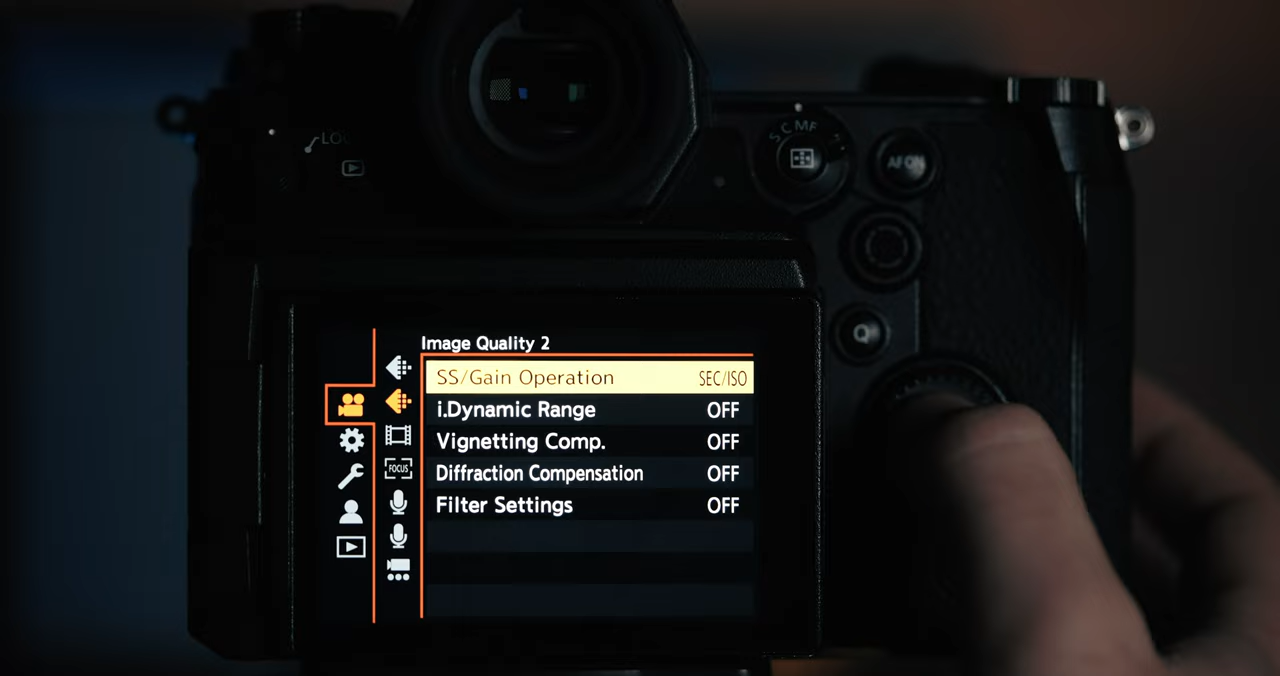 S C MF
AF ON
Q
Image Quality 2
SS/Gain Operation SEC/ISO
i.Dynamic Range OFF
Vignetting Comp. OFF
Diffraction Compensation OFF
FOCUS
Filter Settings OFF